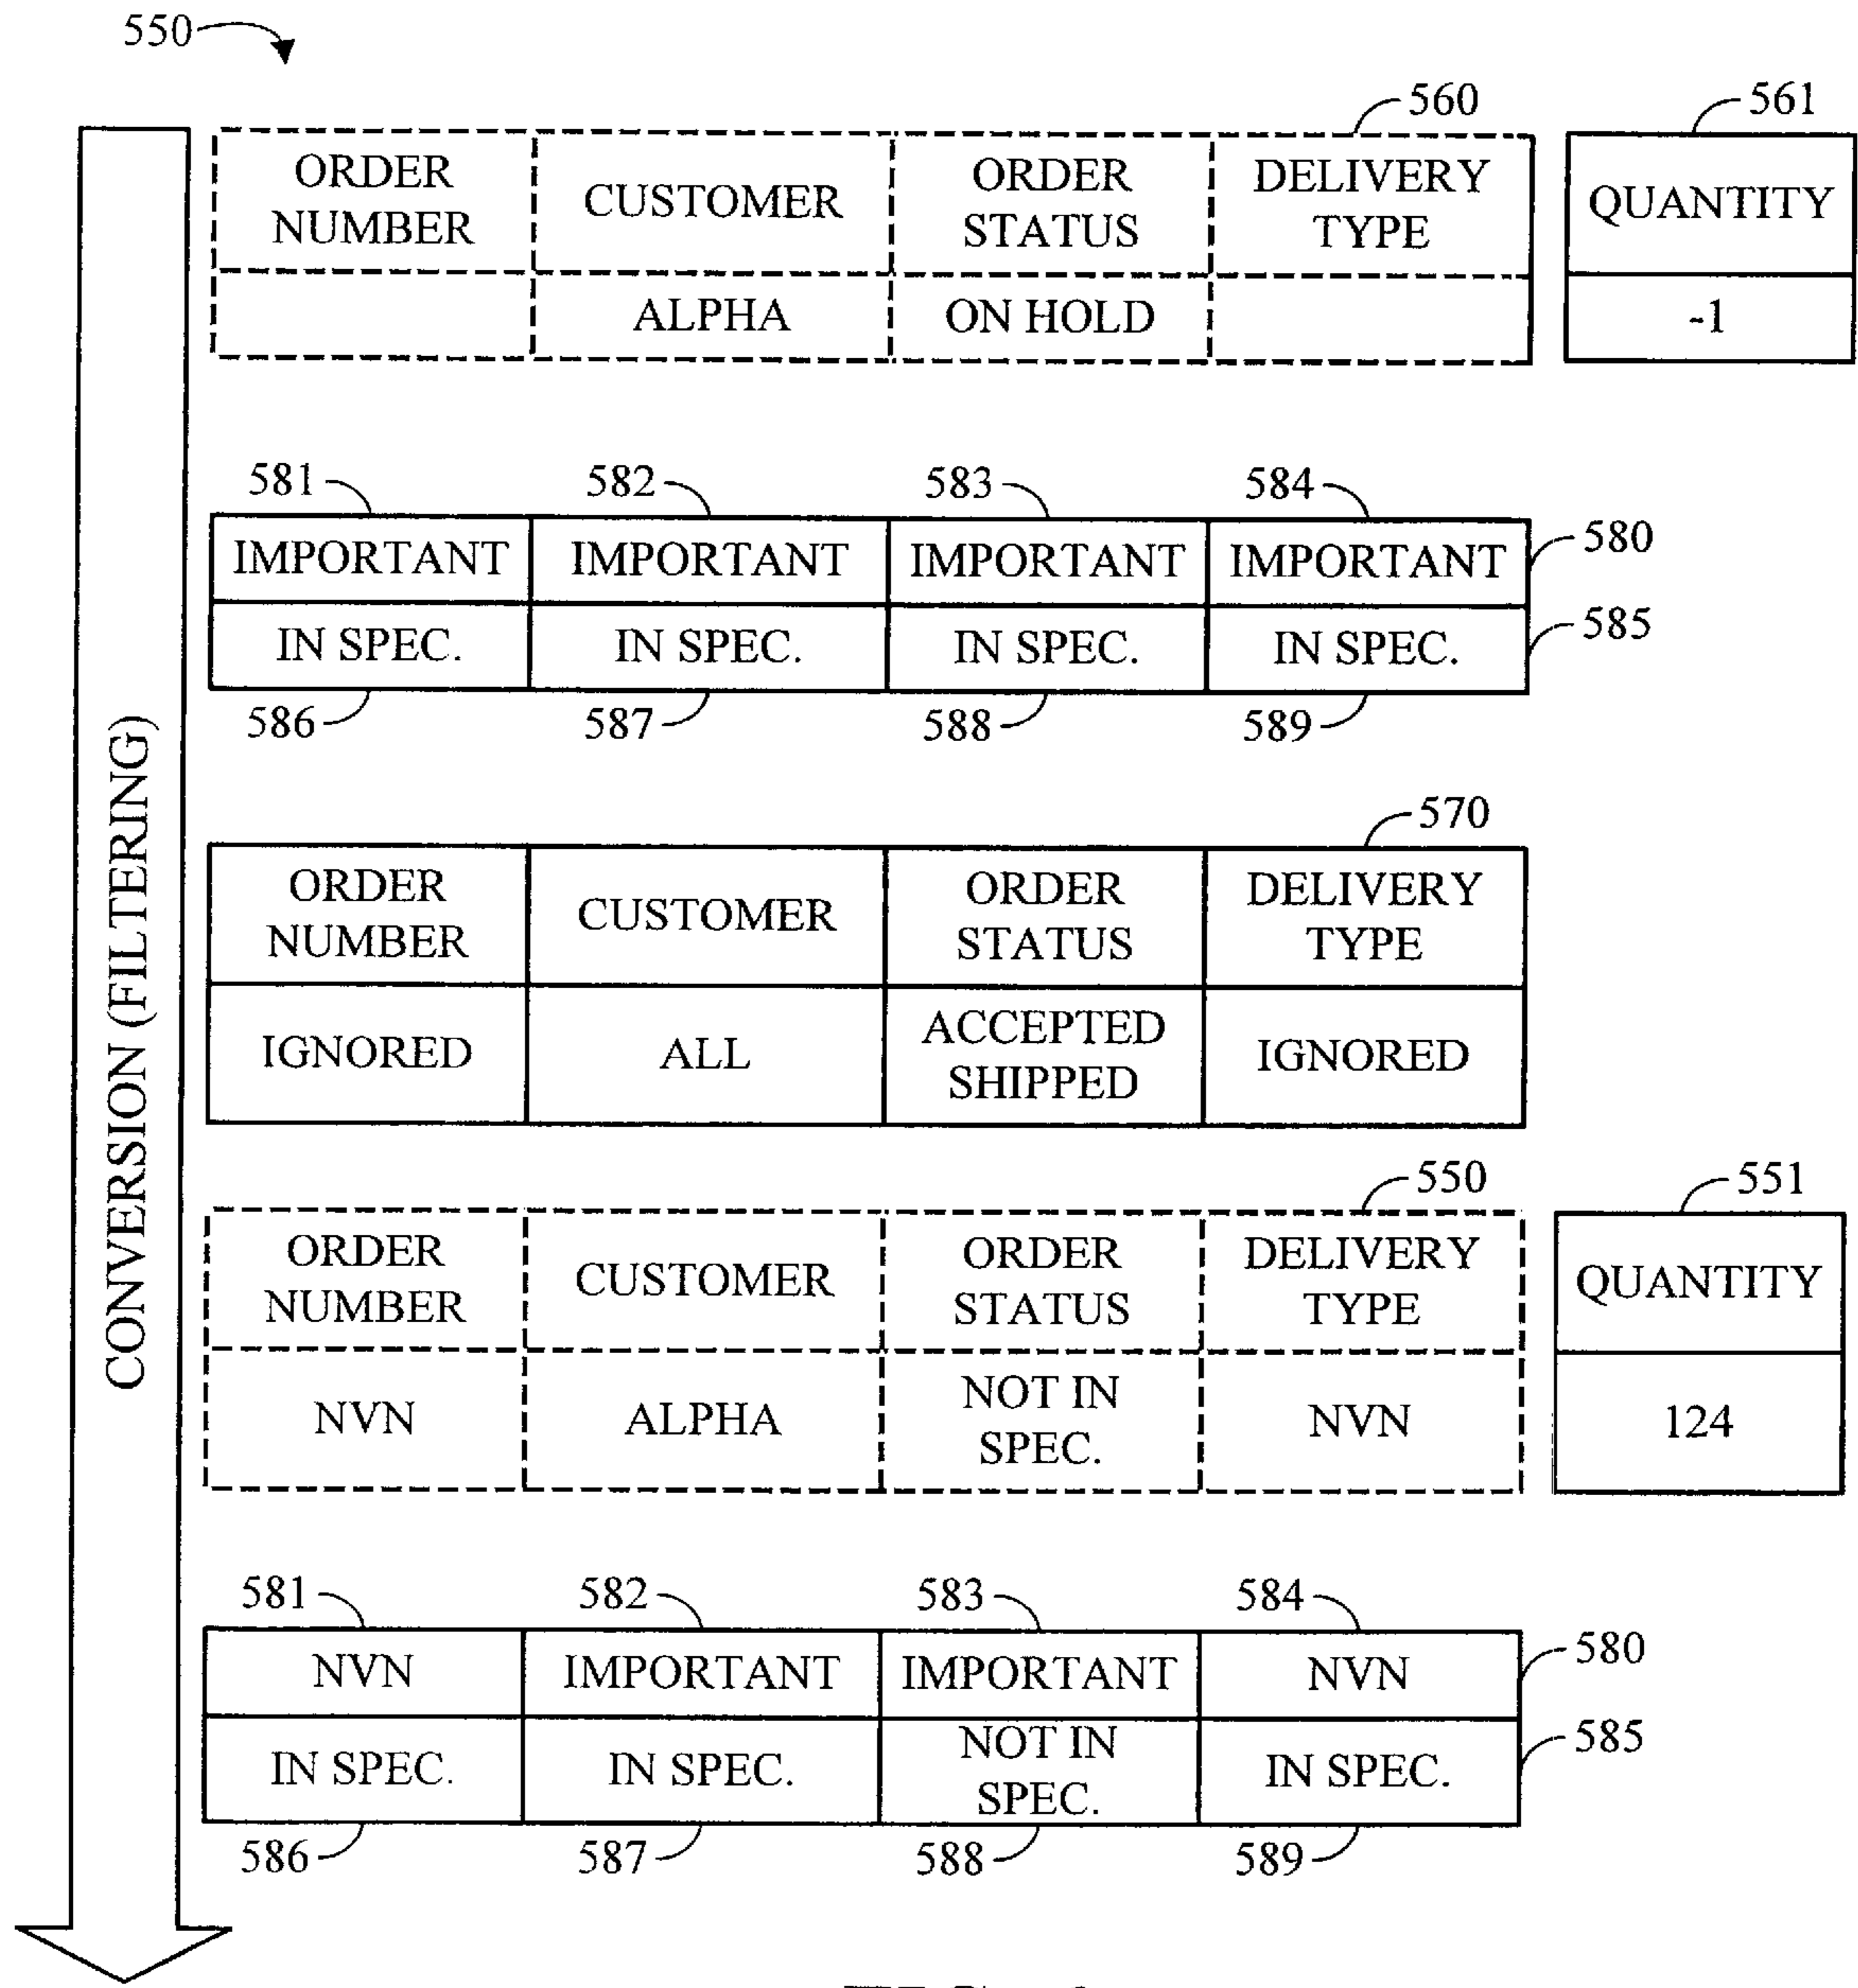 550
560
561
ORDER NUMBER
CUSTOMER
ORDER STATUS
DELIVERY TYPE
QUANTITY
ALPHA
ON HOLD
-1
581
582
583
584
IMPORTANT
IMPORTANT
IMPORTANT
IMPORTANT
580
IN SPEC.
IN SPEC.
IN SPEC.
IN SPEC.
585
586
587
588
589
CONVERSION (FILTERING)
570
ORDER NUMBER
CUSTOMER
ORDER STATUS
DELIVERY TYPE
IGNORED
ALL
ACCEPTED SHIPPED
IGNORED
550
551
ORDER NUMBER
CUSTOMER
ORDER STATUS
DELIVERY TYPE
QUANTITY
NVN
ALPHA
NOT IN SPEC.
NVN
124
581
582
583
584
NVN
IMPORTANT
IMPORTANT
NVN
580
IN SPEC.
IN SPEC.
NOT IN SPEC.
IN SPEC.
585
586
587
588
589